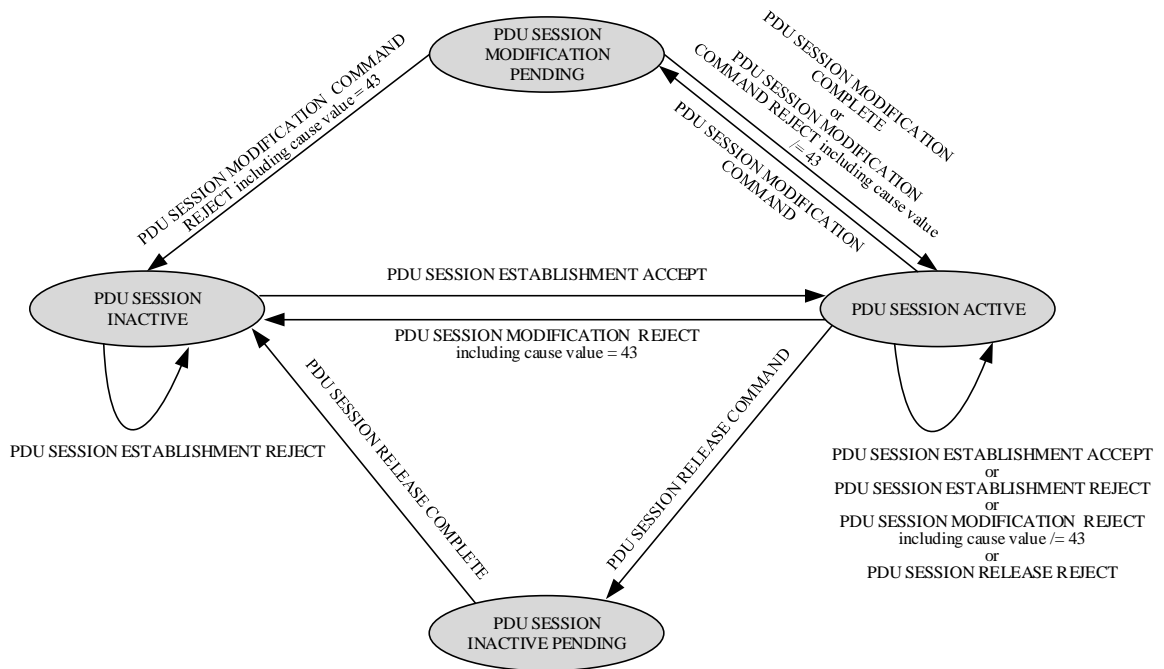 PDU SESSION
MODIFICATION
PENDING
PDU SESSION MODIFICATION COMMAND
REJECT including cause value = 43
PDU SESSION MODIFICATION
COMPLETE
or
PDU SESSION MODIFICATION
COMMAND REJECT including cause value
/= 43
PDU SESSION MODIFICATION
COMMAND
PDU SESSION
INACTIVE
PDU SESSION ESTABLISHMENT ACCEPT
PDU SESSION MODIFICATION REJECT
including cause value = 43
PDU SESSION ACTIVE
PDU SESSION ESTABLISHMENT REJECT
PDU SESSION RELEASE COMPLETE
PDU SESSION RELEASE COMMAND
PDU SESSION ESTABLISHMENT ACCEPT
or
PDU SESSION ESTABLISHMENT REJECT
or
PDU SESSION MODIFICATION REJECT
including cause value /= 43
or
PDU SESSION RELEASE REJECT
PDU SESSION
INACTIVE PENDING